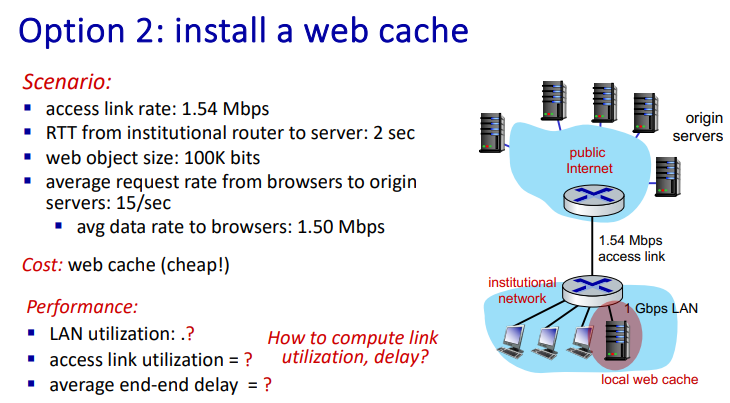 Option 2: install a web cache
Scenario:
▪ access link rate: 1.54 Mbps
▪ RTT from institutional router to server: 2 sec
▪ web object size: 100K bits
▪ average request rate from browsers to origin
servers: 15/sec
▪ avg data rate to browsers: 1.50 Mbps
Cost: web cache (cheap!)
Performance:
▪ LAN utilization: .?
▪ access link utilization = ?
▪ average end-end delay = ?
How to compute link
utilization, delay?
origin
servers
public
Internet
1.54 Mbps
access link
institutional
network
1 Gbps LAN
local web cache